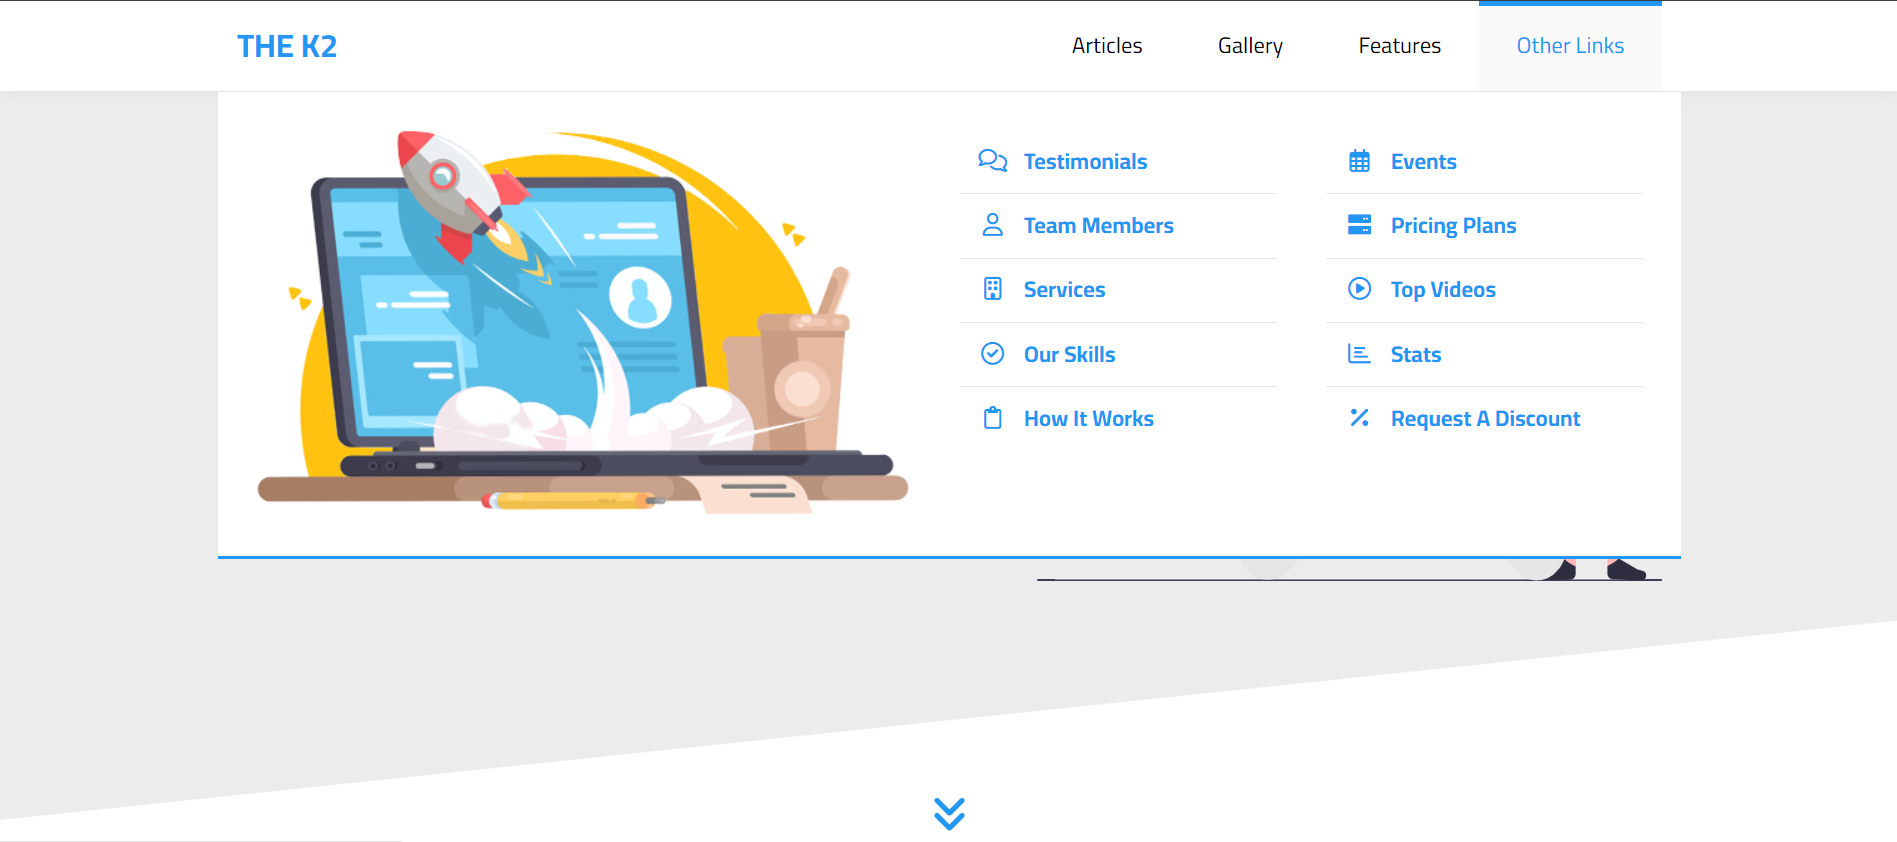 THE K2
Articles
Gallery
Features
Other Links
Testimonials
Team Members
Services
Our Skills
How It Works
Events
Pricing Plans
Top Videos
Stats
Request A Discount